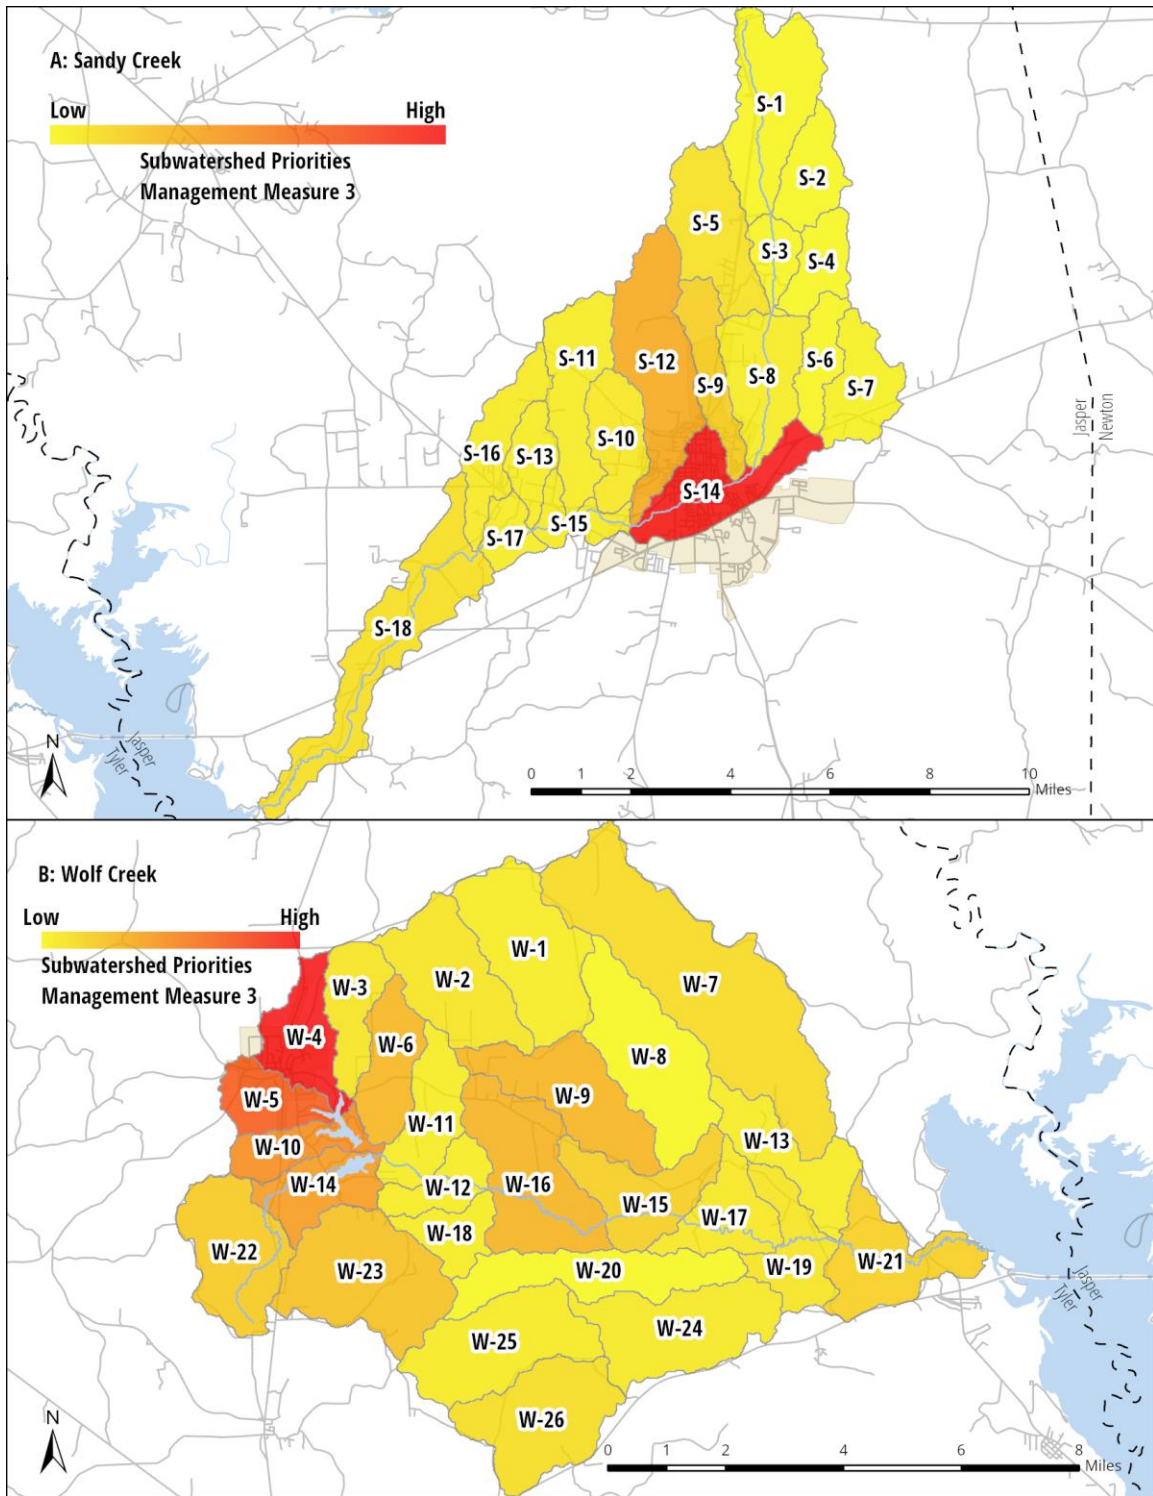 A: Sandy Creek
Low High
Subwatershed Priorities
Management Measure 3
S-1
S-2
S-5
S-3
S-4
S-11
S-12
S-9
S-8
S-6
S-7
S-16
S-13
S-10
S-14
S-17
S-15
S-18
Jasper
Newton
Jasper
Tyler
N
0 1 2 4 6 8 10
Miles
B: Wolf Creek
Low High
Subwatershed Priorities
Management Measure 3
W-1
W-2
W-3
W-7
W-4
W-6
W-8
W-5
W-9
W-11
W-10
W-13
W-14
W-12
W-16
W-15
W-17
W-18
W-22
W-23
W-20
W-19
W-21
W-25
W-24
W-26
Jasper
Tyler
N
0 1 2 4 6 8
Miles